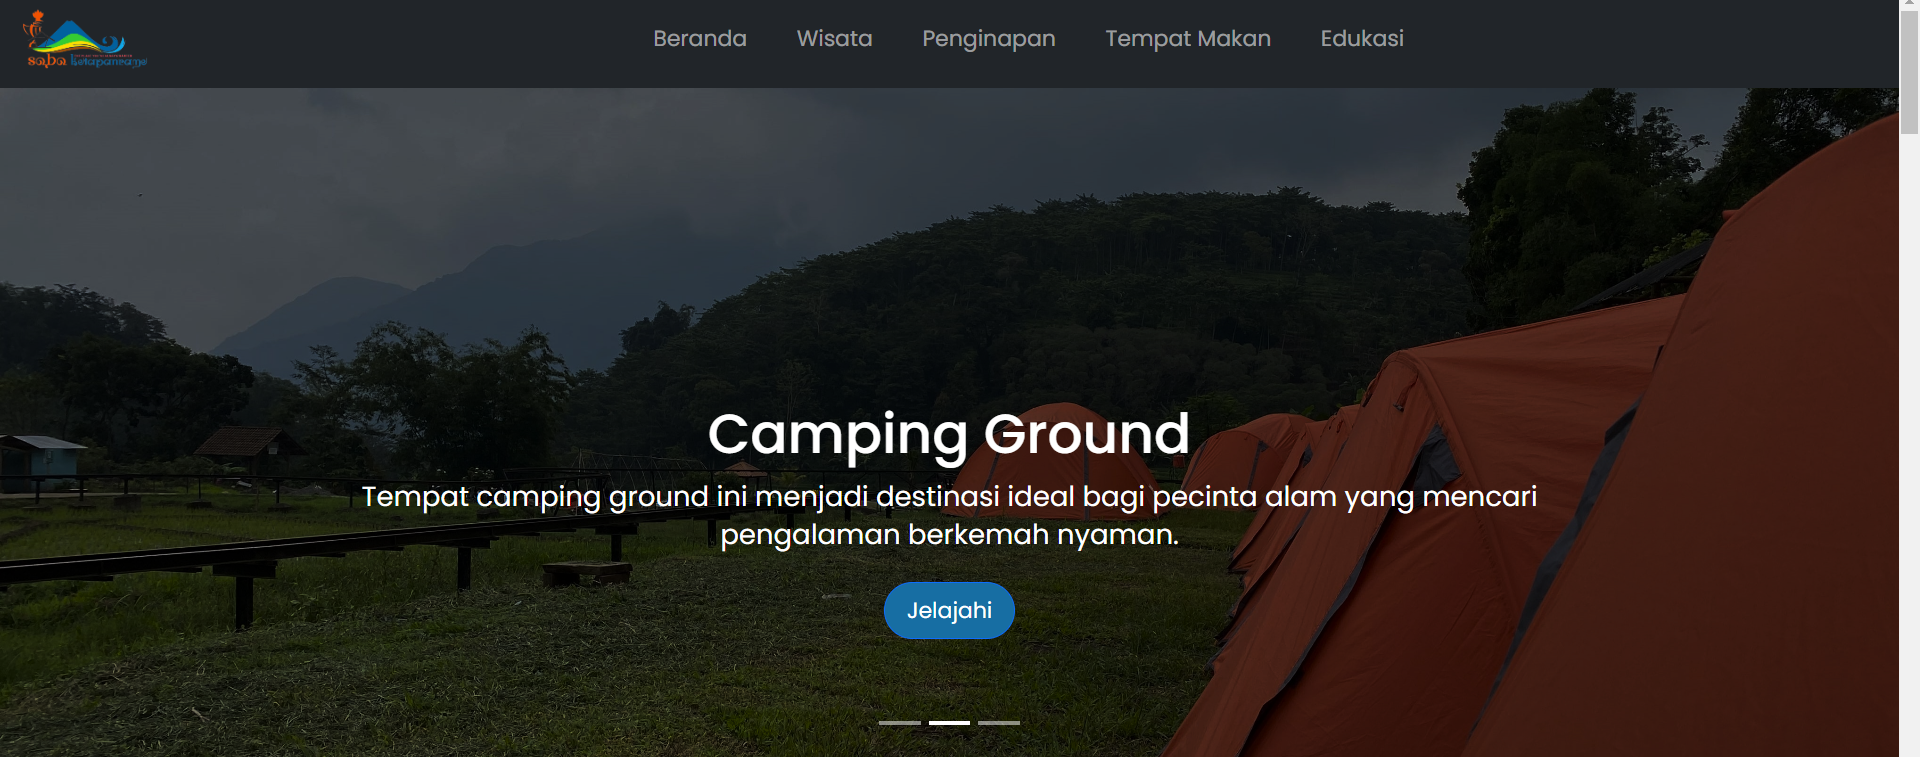 saba Ketapanrame
Beranda Wisata Penginapan Tempat Makan Edukasi
Camping Ground
Tempat camping ground ini menjadi destinasi ideal bagi pecinta alam yang mencari
pengalaman berkemah nyaman.
Jelajahi